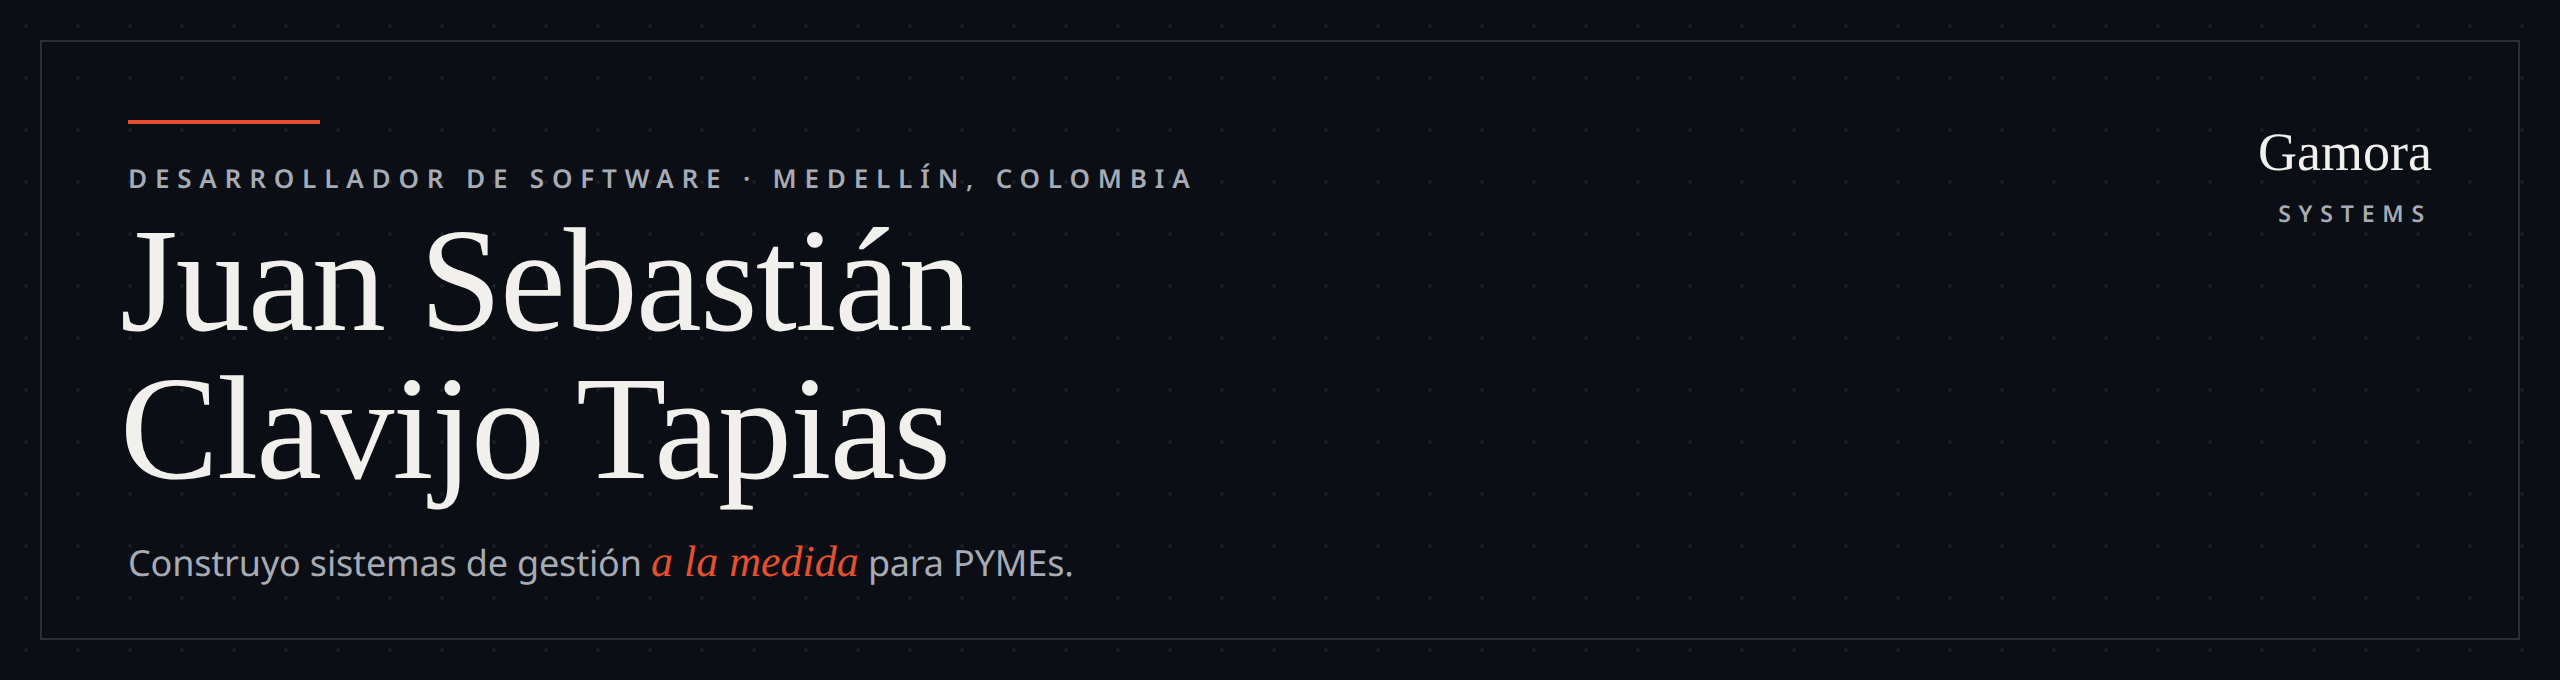 DESARROLLADOR DE SOFTWARE · MEDELLÍN, COLOMBIA
Juan Sebastián
Clavijo Tapias
Construyo sistemas de gestión a la medida para PYMEs.
Gamora
SYSTEMS